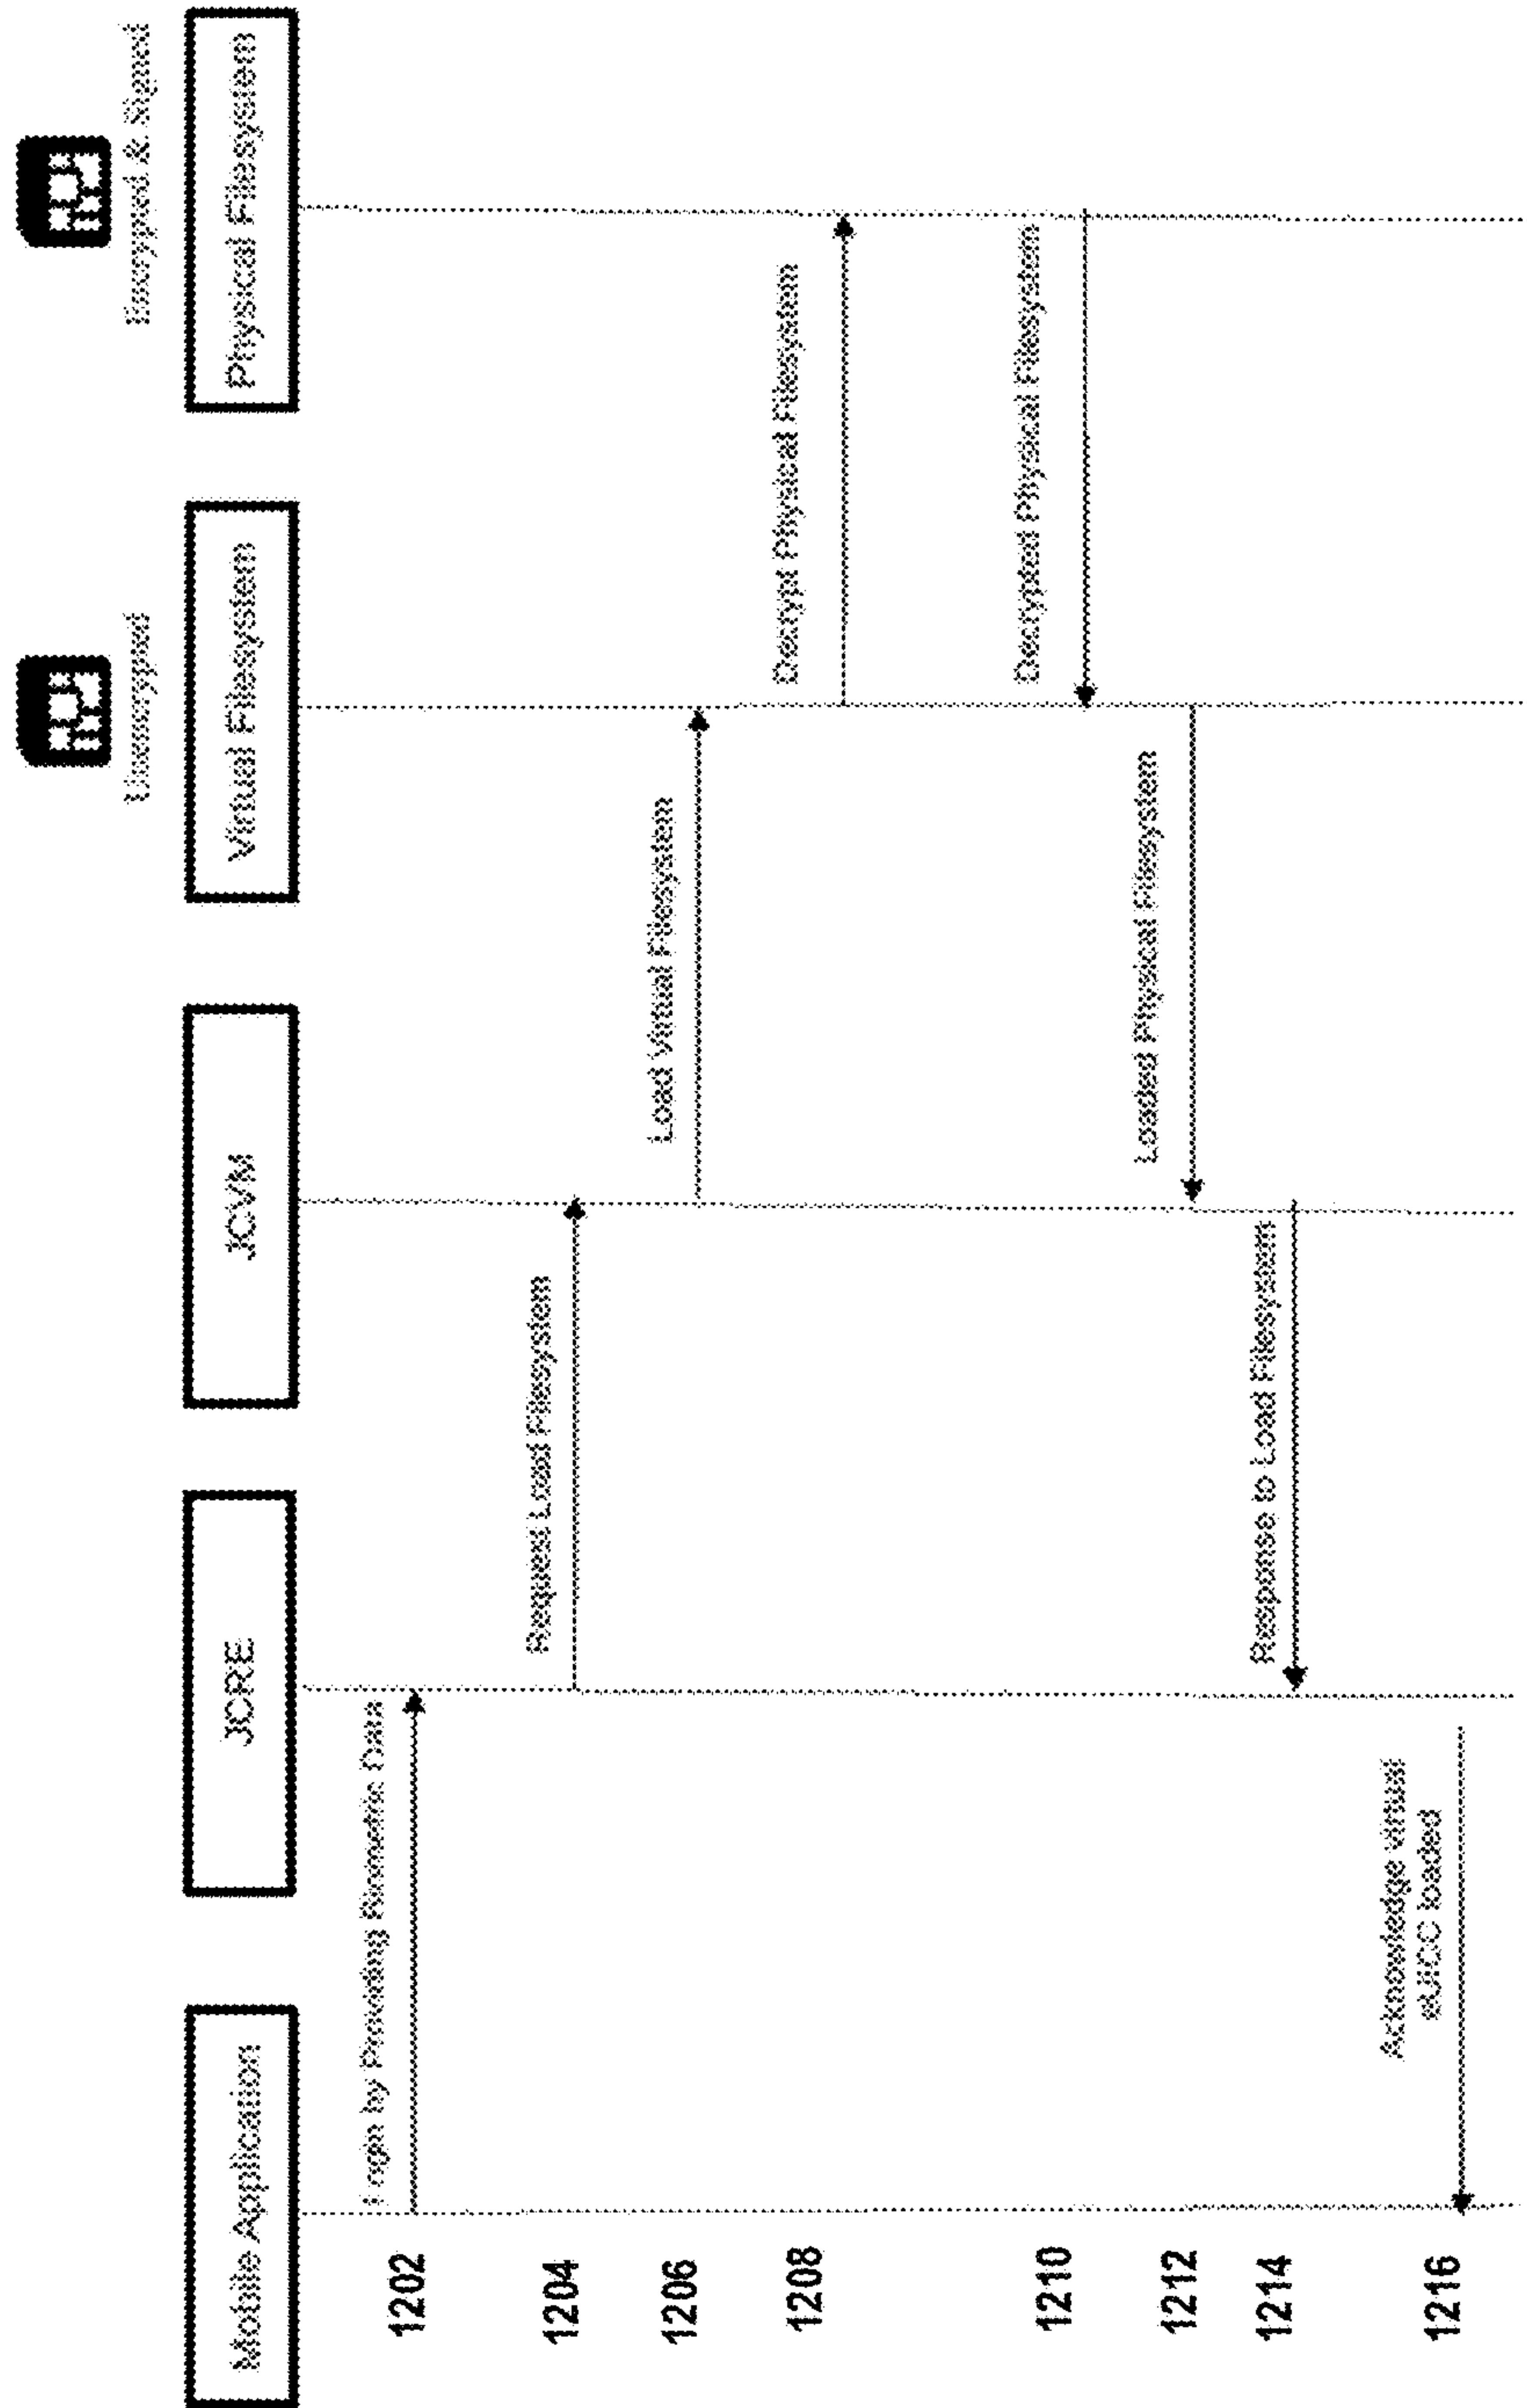 Unencrypted
Encrypted & Signed
Mobile Application
JCRE
JCVM
Virtual Filesystem
Physical Filesystem
1202
Login by Providing Biometric Data
1204
Request Load Filesystem
1206
Load Virtual Filesystem
1208
Decrypt Physical Filesystem
1210
Decrypted Physical Filesystem
1212
Loaded Physical Filesystem
1214
Response to Load Filesystem
1216
Acknowledge virtual
eUICC loaded